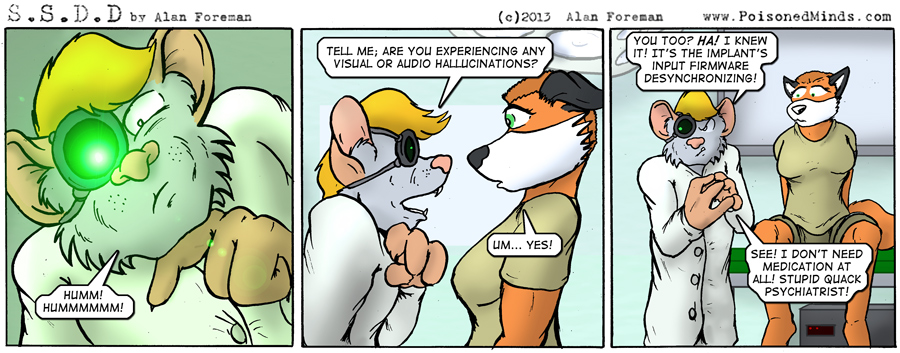 S.S.D.D by Alan Foreman (c)2013 Alan Foreman www.PoisonedMinds.com
HUMM!
HUMMMMMM!
TELL ME; ARE YOU EXPERIENCING ANY
VISUAL OR AUDIO HALLUCINATIONS?
UM... YES!
YOU TOO? HA! I KNEW
IT! IT'S THE IMPLANT'S
INPUT FIRMWARE
DESYNCHRONIZING!
SEE! I DON'T NEED
MEDICATION AT
ALL! STUPID QUACK
PSYCHIATRIST!